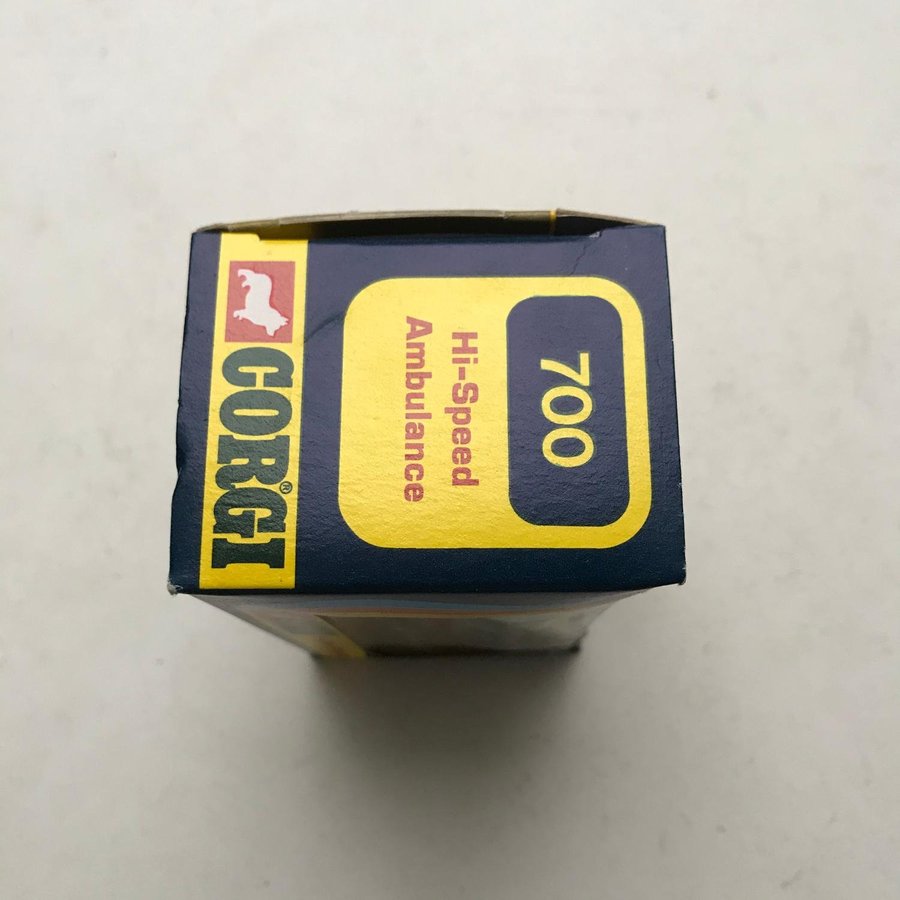 700
Hi-Speed
Ambulance
CORGI®